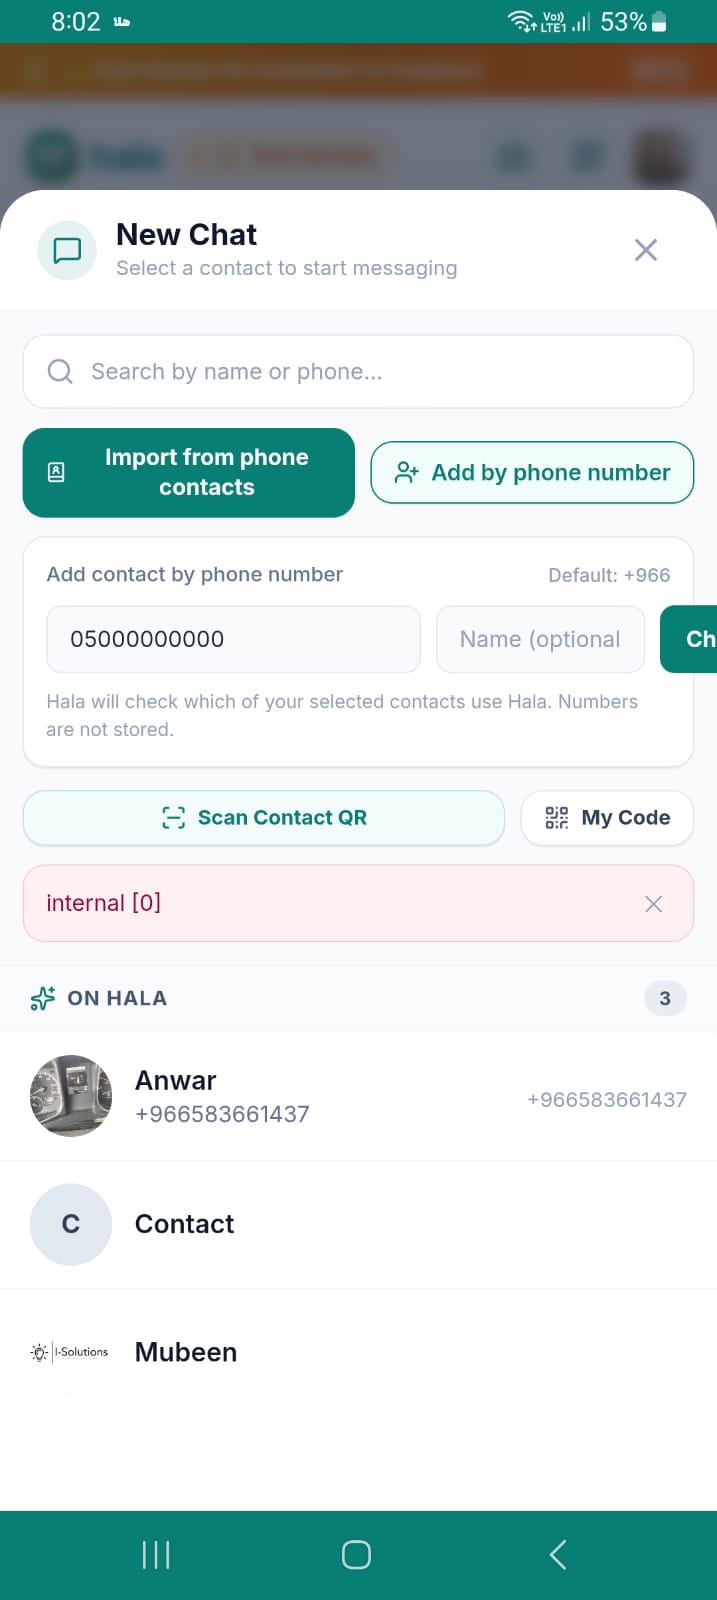 8:02
Vo)) LTE1 53%
New Chat
Select a contact to start messaging
Search by name or phone...
Import from phone
contacts
Add by phone number
Add contact by phone number
Default: +966
05000000000
Name (optional
Ch
Hala will check which of your selected contacts use Hala. Numbers
are not stored.
Scan Contact QR
My Code
internal [0]
ON HALA
3
Anwar
+966583661437
+966583661437
C
Contact
I-Solutions
Mubeen